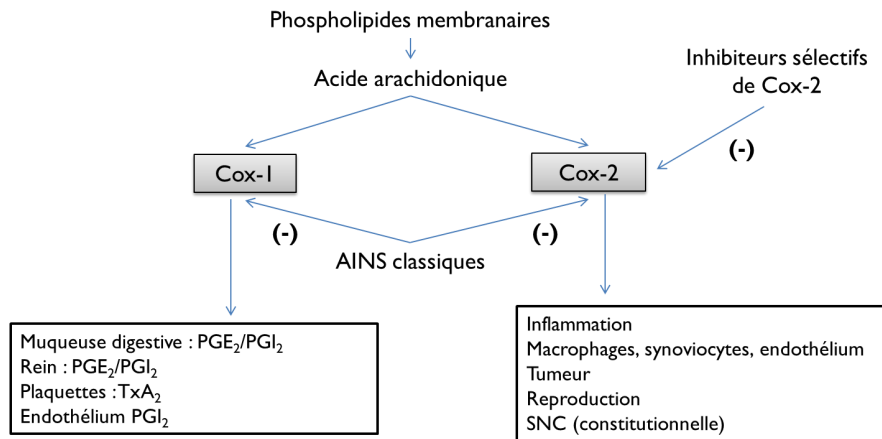 Phospholipides membranaires
Acide arachidonique
Inhibiteurs sélectifs
de Cox-2
(-)
Cox-1
Cox-2
(-)
(-)
AINS classiques
Muqueuse digestive : PGE₂/PGI₂
Rein : PGE₂/PGI₂
Plaquettes :TxA₂
Endothélium PGI₂
Inflammation
Macrophages, synoviocytes, endothélium
Tumeur
Reproduction
SNC (constitutionnelle)